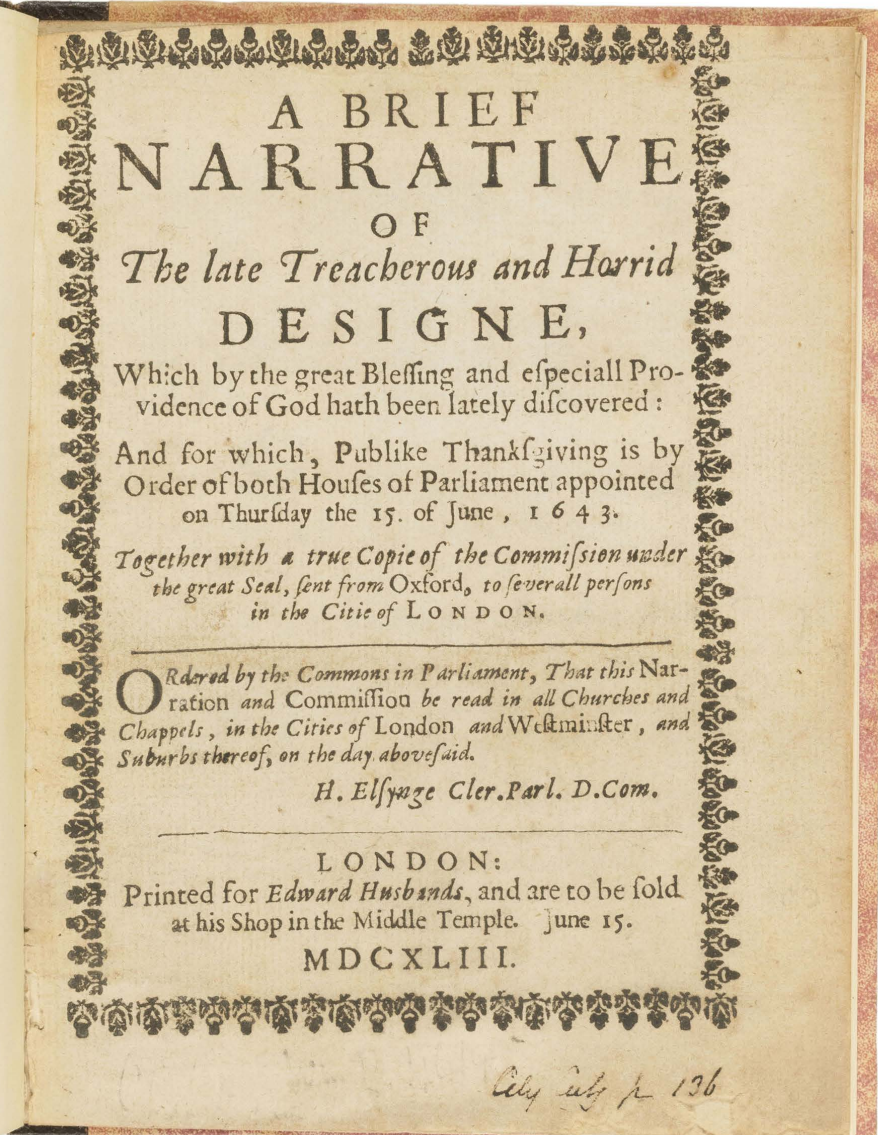 A BRIEF
NARRATIVE
OF
The late Treacherous and Horrid
DESIGNE,
Which by the great Bleſſing and eſpeciall Pro-
vidence of God hath been lately diſcovered:
And for which, Publike Thankſgiving is by
Order of both Houſes of Parliament appointed
on Thurſday the 15. of June, 1643.
Together with a true Copie of the Commiſsion under
the great Seal, ſent from Oxford, to ſeverall perſons
in the Citie of LONDON.
ORdered by the Commons in Parliament, That this Nar-
ration and Commiſſion be read in all Churches and
Chappels, in the Cities of London and Weſtminſter, and
Suburbs thereof, on the day aboveſaid.
H. Elſynge Cler. Parl. D. Com.
LONDON:
Printed for Edward Husbands, and are to be ſold
at his Shop in the Middle Temple. June 15.
MDCXLIII.
136